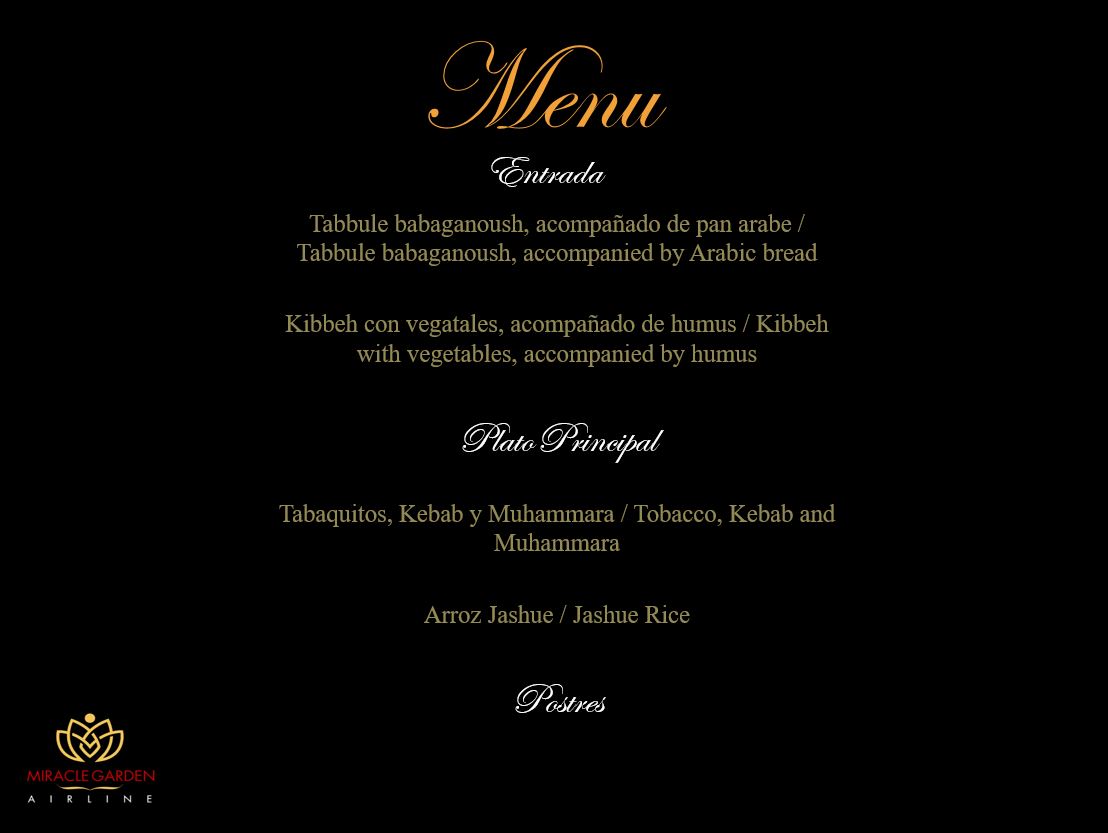 Menu
Entrada
Tabbule babaganoush, acompañado de pan arabe /
Tabbule babaganoush, accompanied by Arabic bread
Kibbeh con vegatales, acompañado de humus / Kibbeh
with vegetables, accompanied by humus
Plato Principal
Tabaquitos, Kebab y Muhammara / Tobacco, Kebab and
Muhammara
Arroz Jashue / Jashue Rice
Postres
MIRACLE GARDEN
AIRLINE